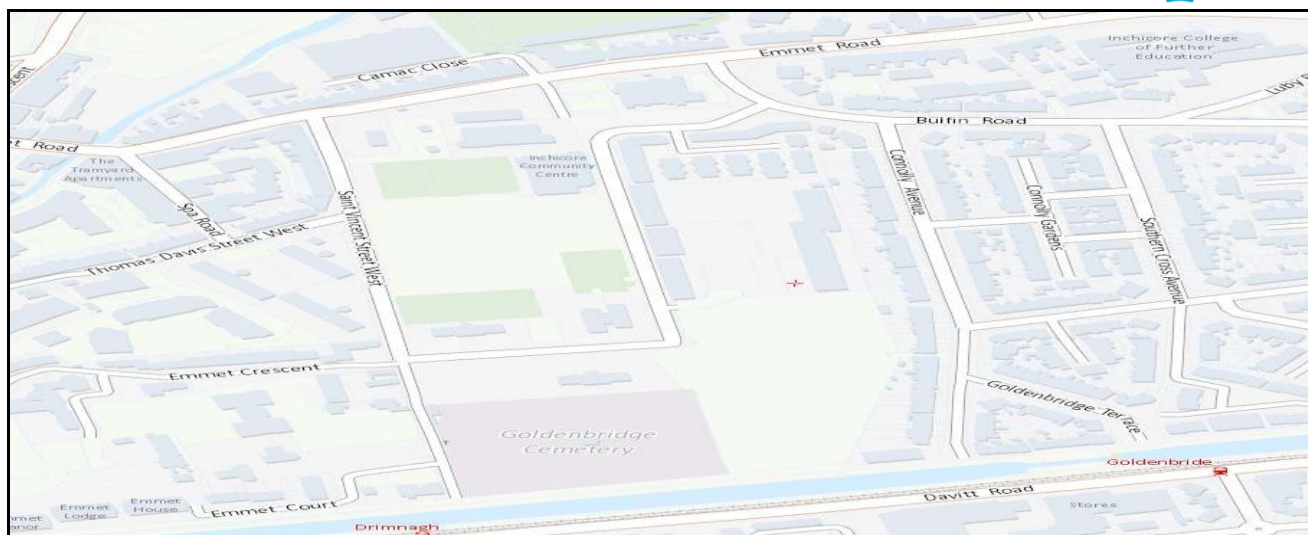 Inchicore College
of Further
Education
Emmet Road
Camac Close
Luby
Bulfin Road
Road
The
Tramyard
Apartments
Inchicore
Community
Centre
Connolly Avenue
Connolly Gardens
Southern Cross Avenue
Spa Road
Saint Vincent Street West
Thomas Davis Street West
Emmet Crescent
Goldenbridge Terrace
Goldenbridge
Cemetery
Goldenbride
Davitt Road
Stores
Emmet
Lodge
Emmet
House
Emmet Court
Drimnagh